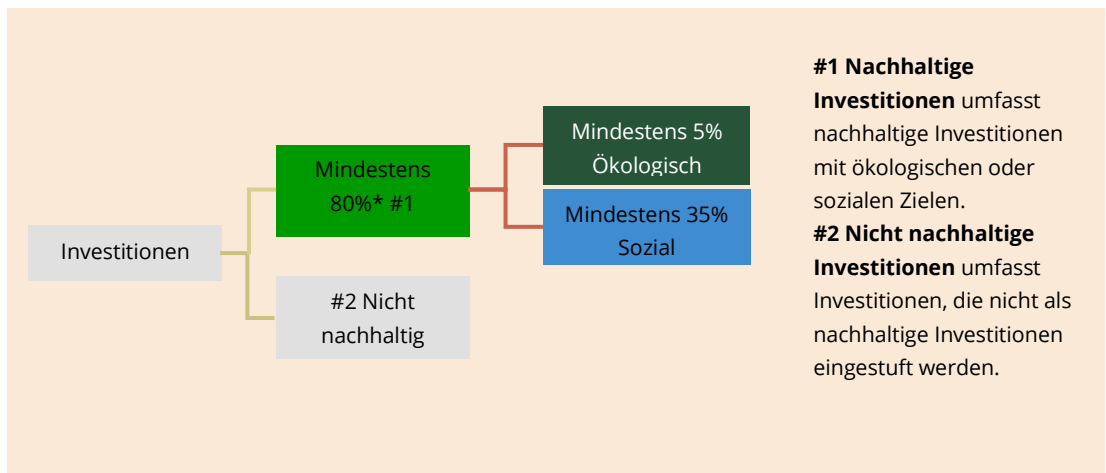 Investitionen
Mindestens
80%* #1
#2 Nicht
nachhaltig
Mindestens 5%
Ökologisch
Mindestens 35%
Sozial
#1 Nachhaltige
Investitionen umfasst
nachhaltige Investitionen
mit ökologischen oder
sozialen Zielen.
#2 Nicht nachhaltige
Investitionen umfasst
Investitionen, die nicht als
nachhaltige Investitionen
eingestuft werden.